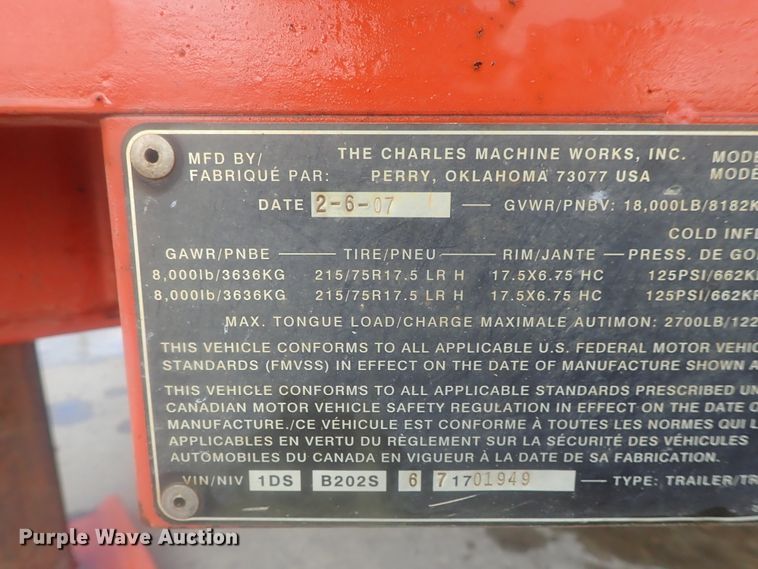 MFD BY/ THE CHARLES MACHINE WORKS, INC. MODE
FABRIQUÉ PAR: PERRY, OKLAHOMA 73077 USA MODE
DATE 2-6-07 GVWR/PNBV: 18,000LB/8182K
COLD INFL
GAWR/PNBE TIRE/PNEU RIM/JANTE PRESS. DE GO
8,000lb/3636KG 215/75R17.5 LR H 17.5X6.75 HC 125PSI/662K
8,000lb/3636KG 215/75R17.5 LR H 17.5X6.75 HC 125PSI/662K
MAX. TONGUE LOAD/CHARGE MAXIMALE AUTIMON: 2700LB/122
THIS VEHICLE CONFORMS TO ALL APPLICABLE U.S. FEDERAL MOTOR VEHIC
STANDARDS (FMVSS) IN EFFECT ON THE DATE OF MANUFACTURE SHOWN A
THIS VEHICLE CONFORMS TO ALL APPLICABLE STANDARDS PRESCRIBED UN
CANADIAN MOTOR VEHICLE SAFETY REGULATION IN EFFECT ON THE DATE O
MANUFACTURE./CE VÉHICULE EST CONFORME À TOUTES LES NORMES QUI L
APPLICABLES EN VERTU DU RÈGLEMENT SUR LA SÉCURITÉ DES VÉHICULES
AUTOMOBILES DU CANADA EN VIGUEUR À LA DATE DE SA FABRICATION.
VIN/NIV 1DS B202S 6 7 1701949 TYPE: TRAILER/TR
Purple Wave Auction